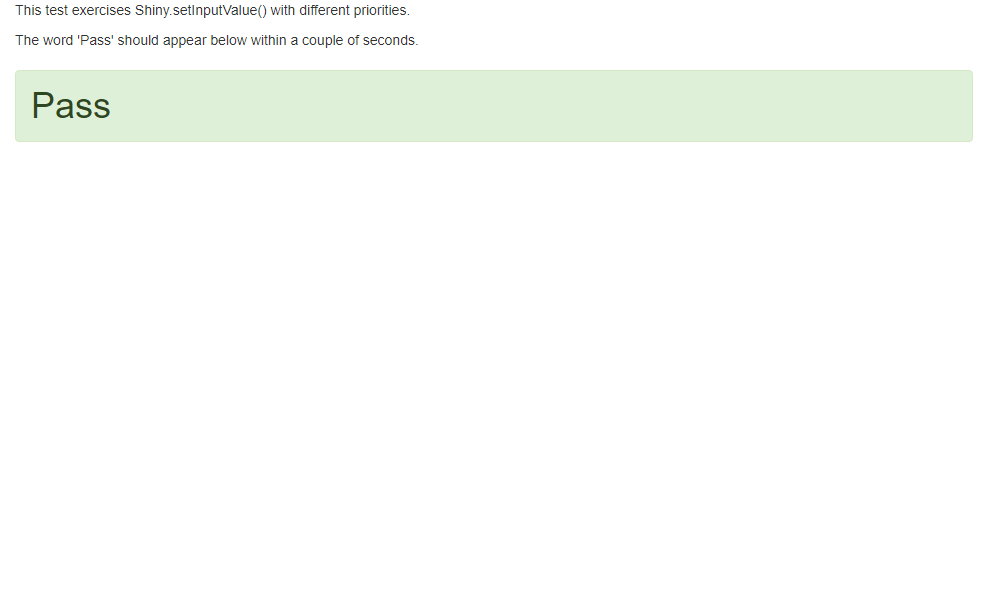 This test exercises Shiny.setInputValue() with different priorities.
The word 'Pass' should appear below within a couple of seconds.
Pass